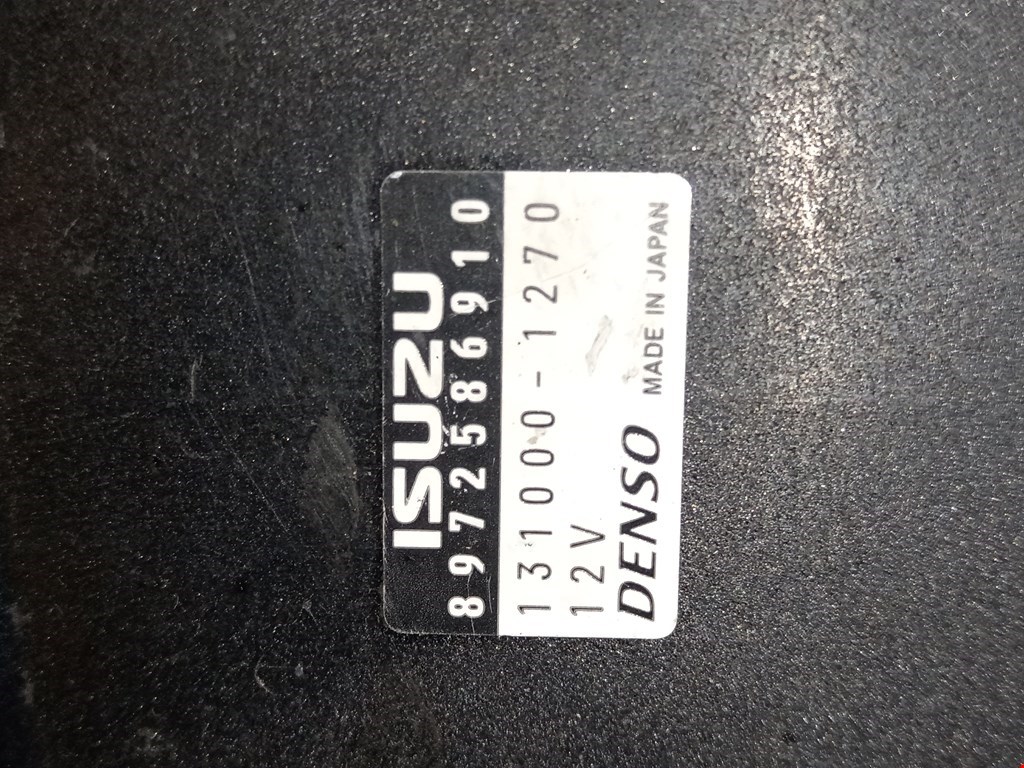 ISUZU
8972586910
131000-1270
12V
DENSO MADE IN JAPAN